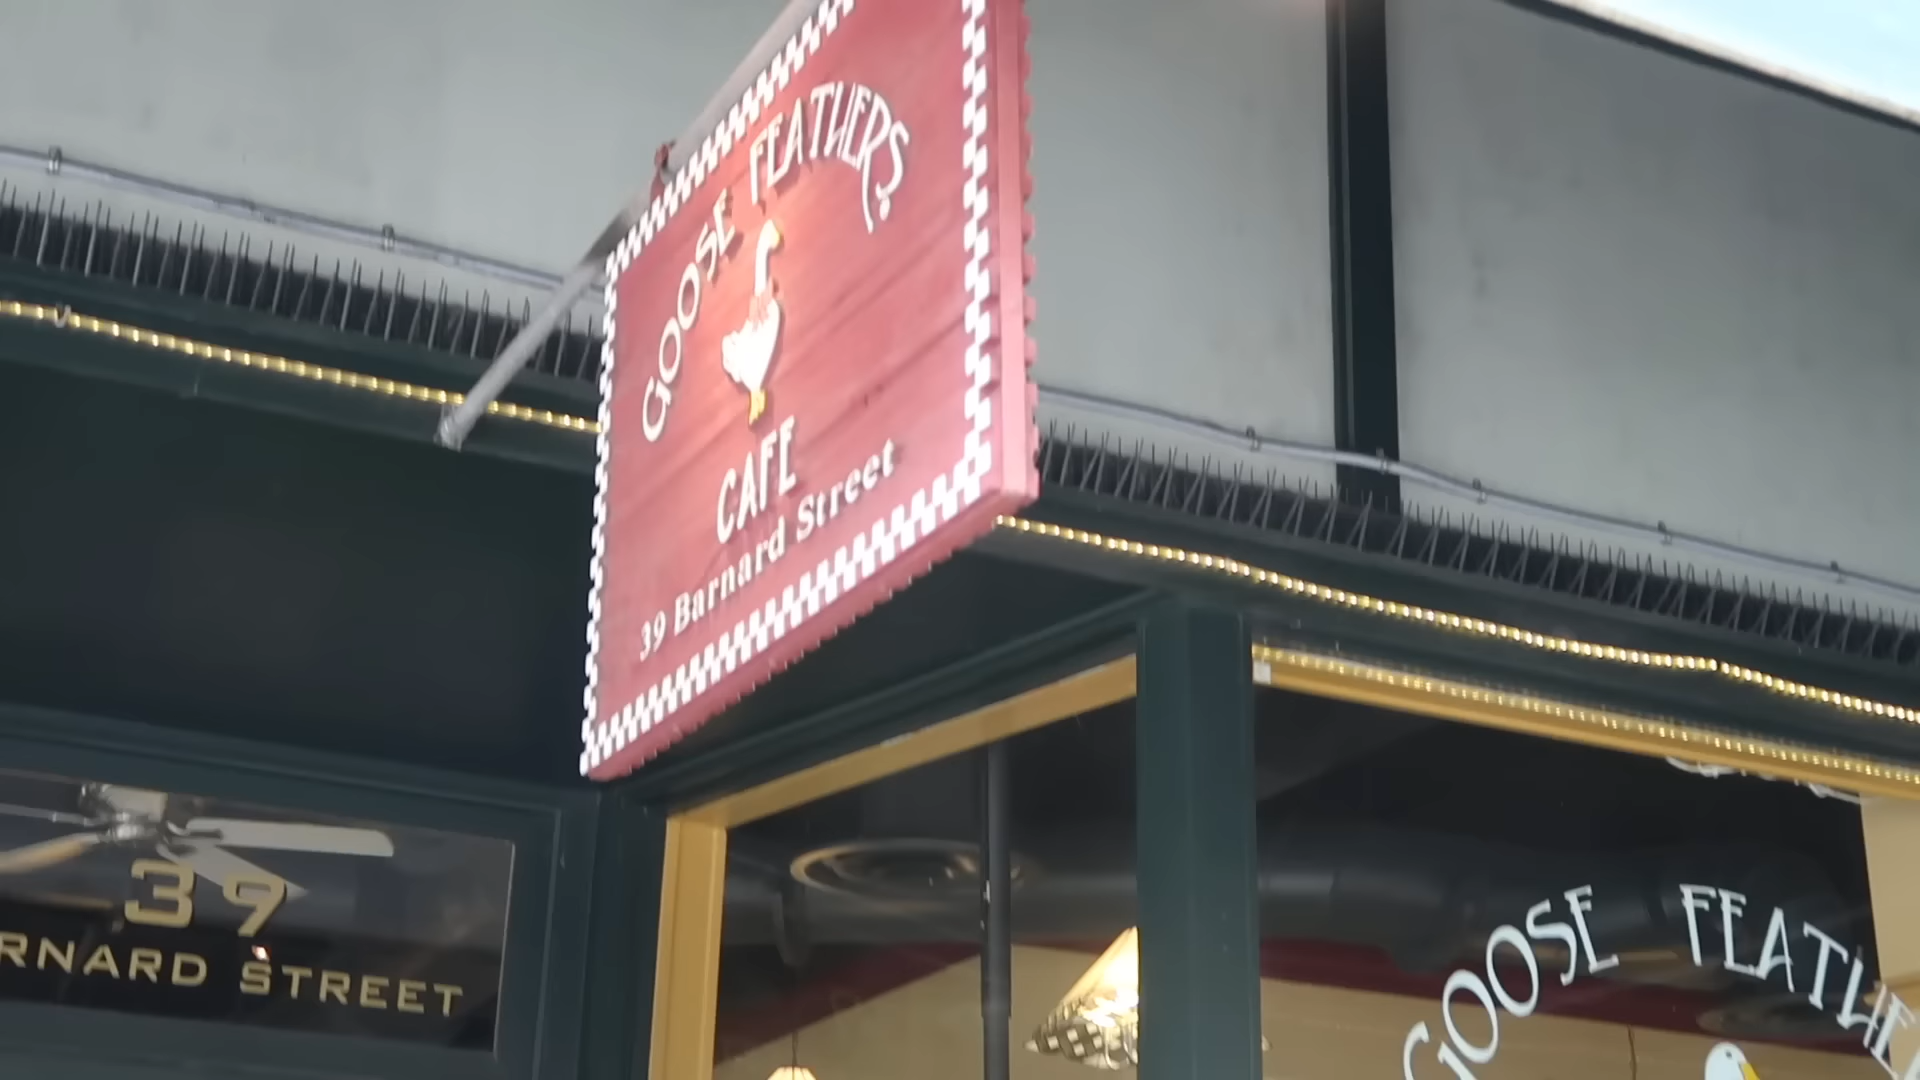 GOOSE FEATHERS
CAFE
39 Barnard Street
39
RNARD STREET
GOOSE FEATHE